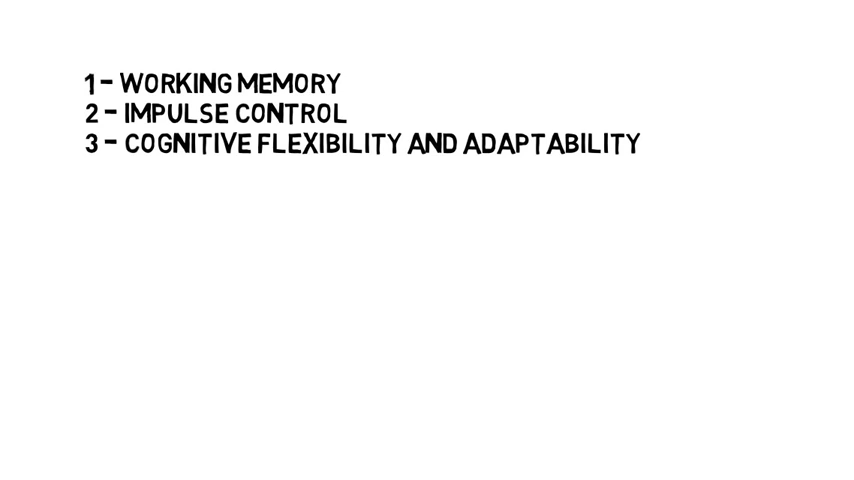 1 - WORKING MEMORY
2 - IMPULSE CONTROL
3 - COGNITIVE FLEXIBILITY AND ADAPTABILITY